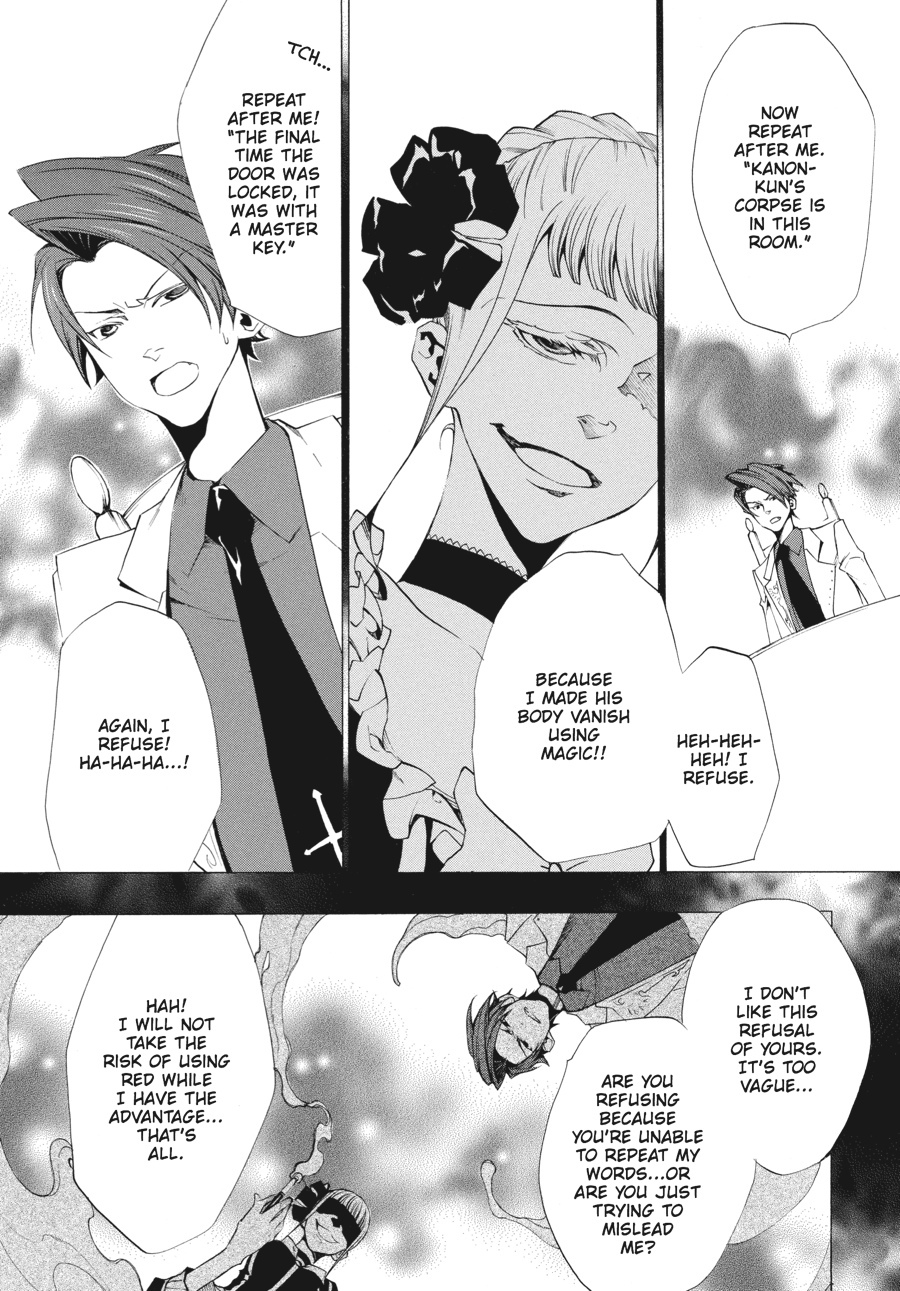 NOW
REPEAT
AFTER ME.
"KANON-
KUN'S
CORPSE IS
IN THIS
ROOM."
HEH-HEH-
HEH! I
REFUSE.
BECAUSE
I MADE HIS
BODY VANISH
USING
MAGIC!!
TCH...
REPEAT
AFTER ME!
"THE FINAL
TIME THE
DOOR WAS
LOCKED, IT
WAS WITH
A MASTER
KEY."
AGAIN, I
REFUSE!
HA-HA-HA...!
I DON'T
LIKE THIS
REFUSAL
OF YOURS.
IT'S TOO
VAGUE...
ARE YOU
REFUSING
BECAUSE
YOU'RE UNABLE
TO REPEAT MY
WORDS...OR
ARE YOU JUST
TRYING TO
MISLEAD
ME?
HAH!
I WILL NOT
TAKE THE
RISK OF USING
RED WHILE
I HAVE THE
ADVANTAGE...
THAT'S
ALL.